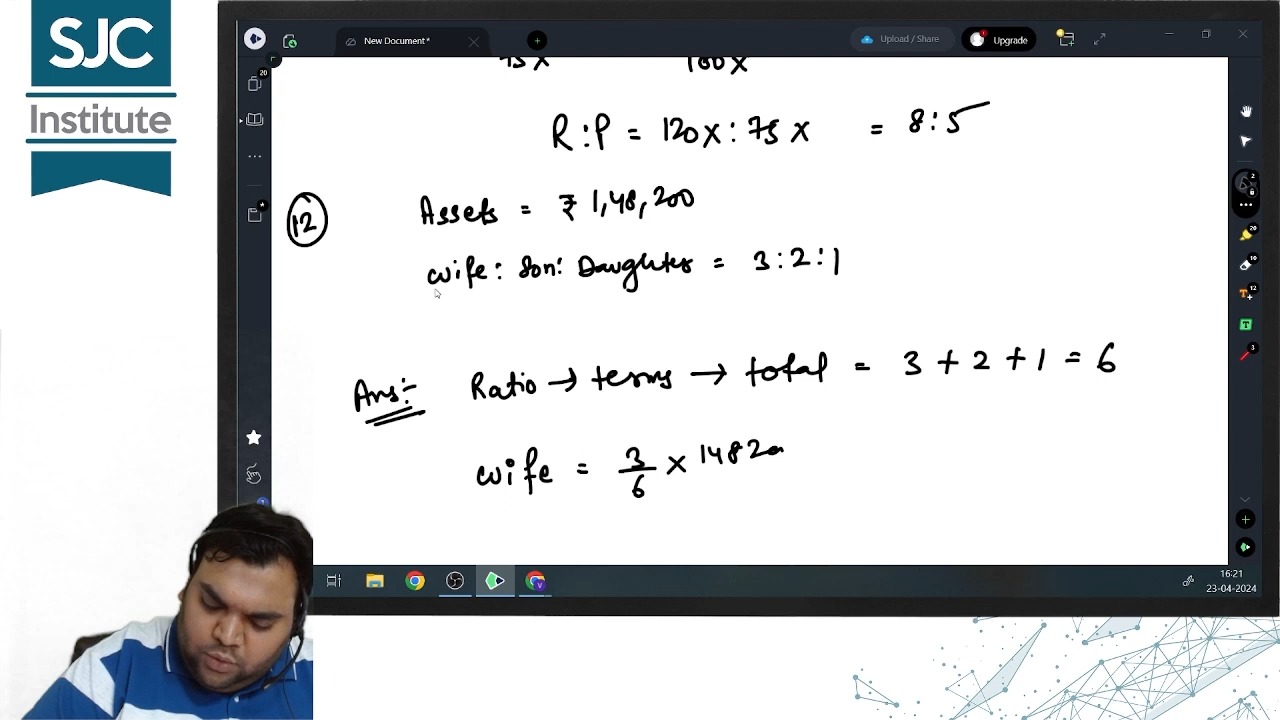 SJC
Institute
New Document*
Upload / Share
Upgrade
R : P = 120x : 75x = 8 : 5
12
Assets = ₹ 1,48,200
wife : Son : Daughter = 3 : 2 : 1
Ans:- Ratio → terms → total = 3 + 2 + 1 = 6
wife = 3/6 × 14820
16:21
23-04-2024